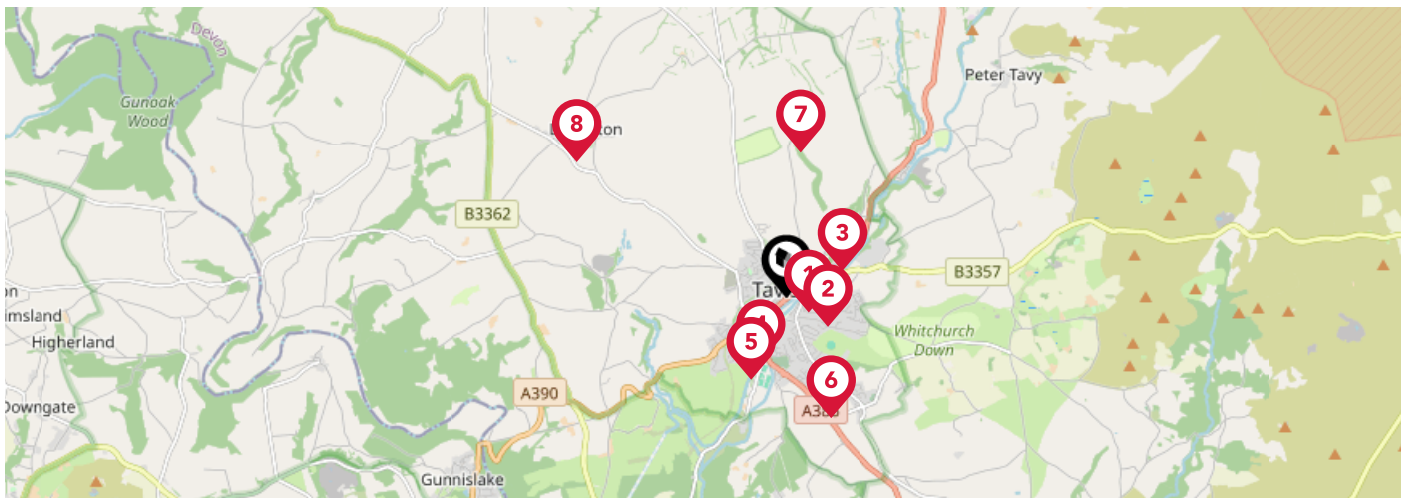 Devon
Peter Tavy
Gunoak
Wood
8
7
B3362
3
1
B3357
2
Whitchurch
Down
Higherland
4
5
6
A390
Downgate
Gunnislake